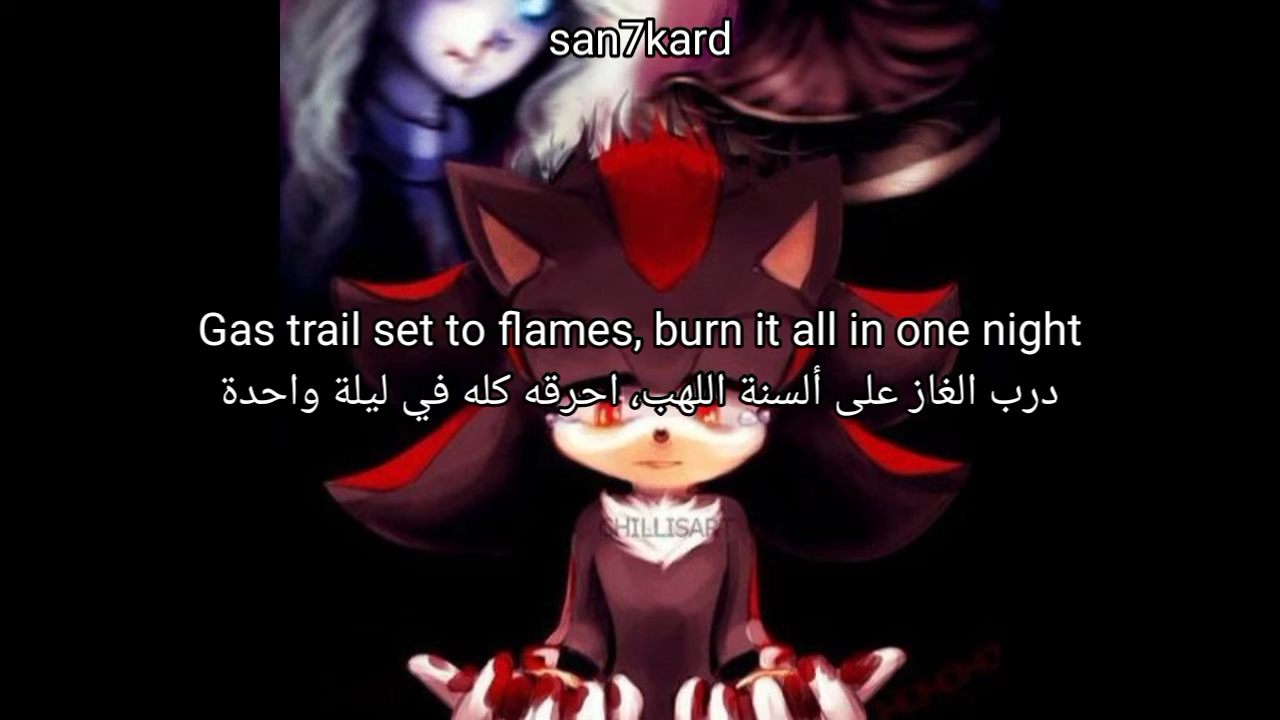 san7kard
Gas trail set to flames, burn it all in one night
درب الغاز على ألسنة اللهب، احرقه كله في ليلة واحدة
CHILLISART